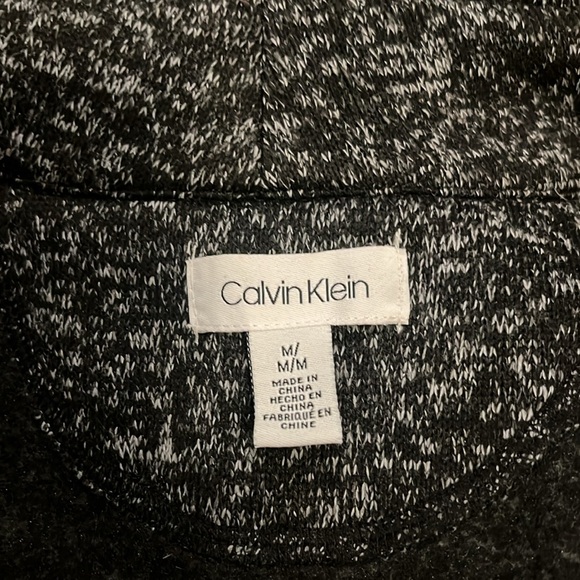 Calvin Klein
M/
M/M
MADE IN
CHINA
HECHO EN
CHINA
FABRIQUÉ EN
CHINE